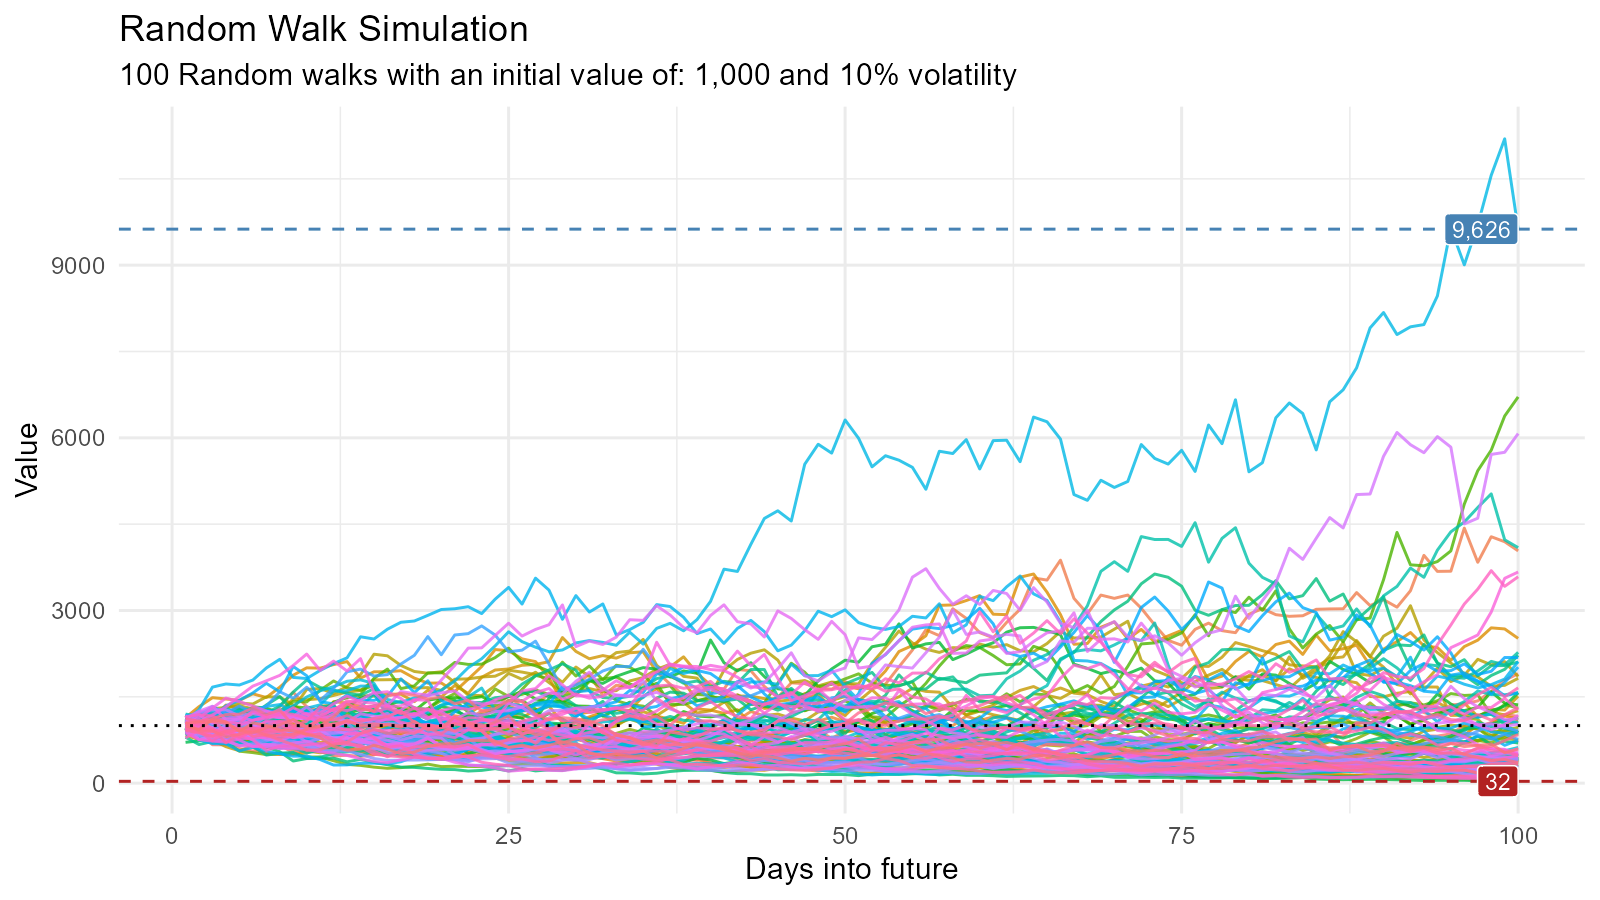 Random Walk Simulation
100 Random walks with an initial value of: 1,000 and 10% volatility
9,626
9000
6000
Value
3000
0
32
0 25 50 75 100
Days into future